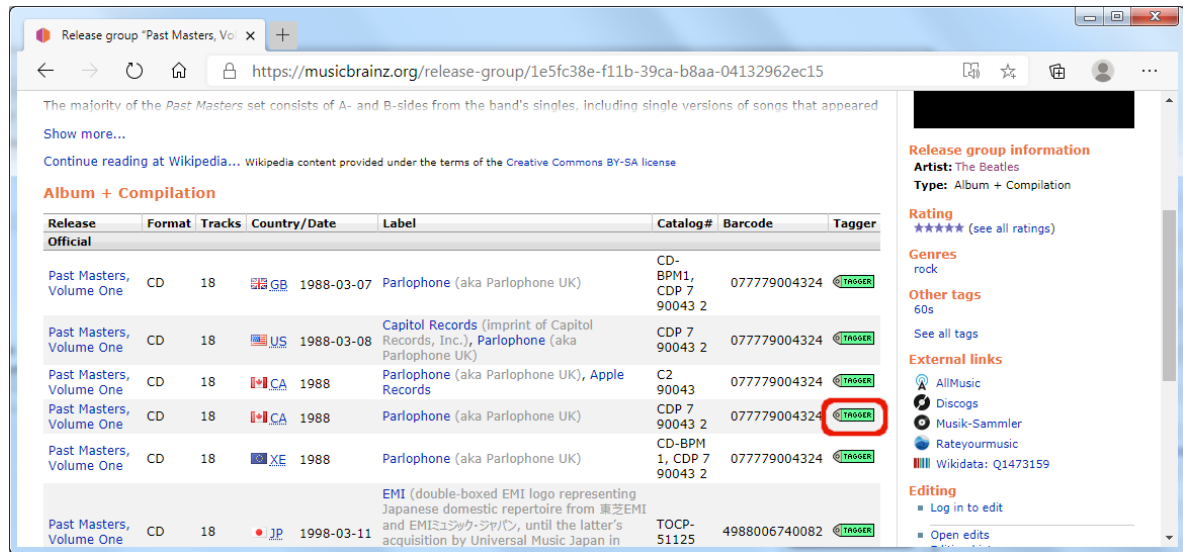 Release group "Past Masters, Vol
https://musicbrainz.org/release-group/1e5fc38e-f11b-39ca-b8aa-04132962ec15
The majority of the Past Masters set consists of A- and B-sides from the band's singles, including single versions of songs that appeared
Show more...
Continue reading at Wikipedia... Wikipedia content provided under the terms of the Creative Commons BY-SA license
Album + Compilation
Release Format Tracks Country/Date Label Catalog# Barcode Tagger
Official
Past Masters, Volume One CD 18 GB 1988-03-07 Parlophone (aka Parlophone UK) CD-BPM1, CDP 7 90043 2 077779004324 TAGGER
Past Masters, Volume One CD 18 US 1988-03-08 Capitol Records (imprint of Capitol Records, Inc.), Parlophone (aka Parlophone UK) CDP 7 90043 2 077779004324 TAGGER
Past Masters, Volume One CD 18 CA 1988 Parlophone (aka Parlophone UK), Apple Records C2 90043 077779004324 TAGGER
Past Masters, Volume One CD 18 CA 1988 Parlophone (aka Parlophone UK) CDP 7 90043 2 077779004324 TAGGER
Past Masters, Volume One CD 18 XE 1988 Parlophone (aka Parlophone UK) CD-BPM 1, CDP 7 90043 2 077779004324 TAGGER
Past Masters, Volume One CD 18 JP 1998-03-11 EMI (double-boxed EMI logo representing Japanese domestic repertoire from 東芝EMI and EMIミュジック・ジャパン, until the latter's acquisition by Universal Music Japan in TOCP-51125 4988006740082 TAGGER
Release group information
Artist: The Beatles
Type: Album + Compilation
Rating
(see all ratings)
Genres
rock
Other tags
60s
See all tags
External links
AllMusic
Discogs
Musik-Sammler
Rateyourmusic
Wikidata: Q1473159
Editing
Log in to edit
Open edits